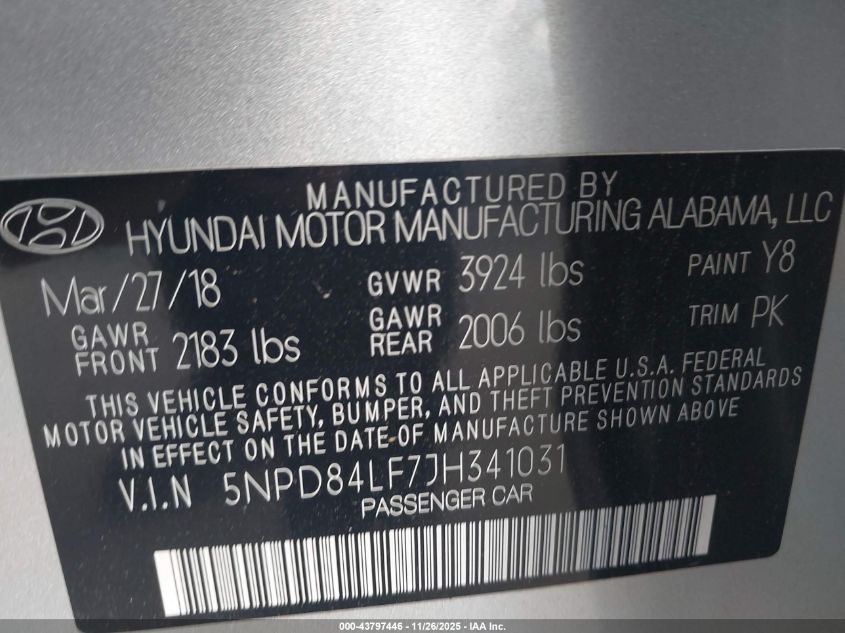 MANUFACTURED BY
HYUNDAI MOTOR MANUFACTURING ALABAMA, LLC
Mar/27/18 GVWR 3924 lbs PAINT Y8
GAWR FRONT 2183 lbs GAWR REAR 2006 lbs TRIM PK
THIS VEHICLE CONFORMS TO ALL APPLICABLE U.S.A. FEDERAL
MOTOR VEHICLE SAFETY, BUMPER, AND THEFT PREVENTION STANDARDS
IN EFFECT ON THE DATE OF MANUFACTURE SHOWN ABOVE
V.I.N 5NPD84LF7JH341031
PASSENGER CAR
000-43797446 - 11/26/2025 - IAA Inc.